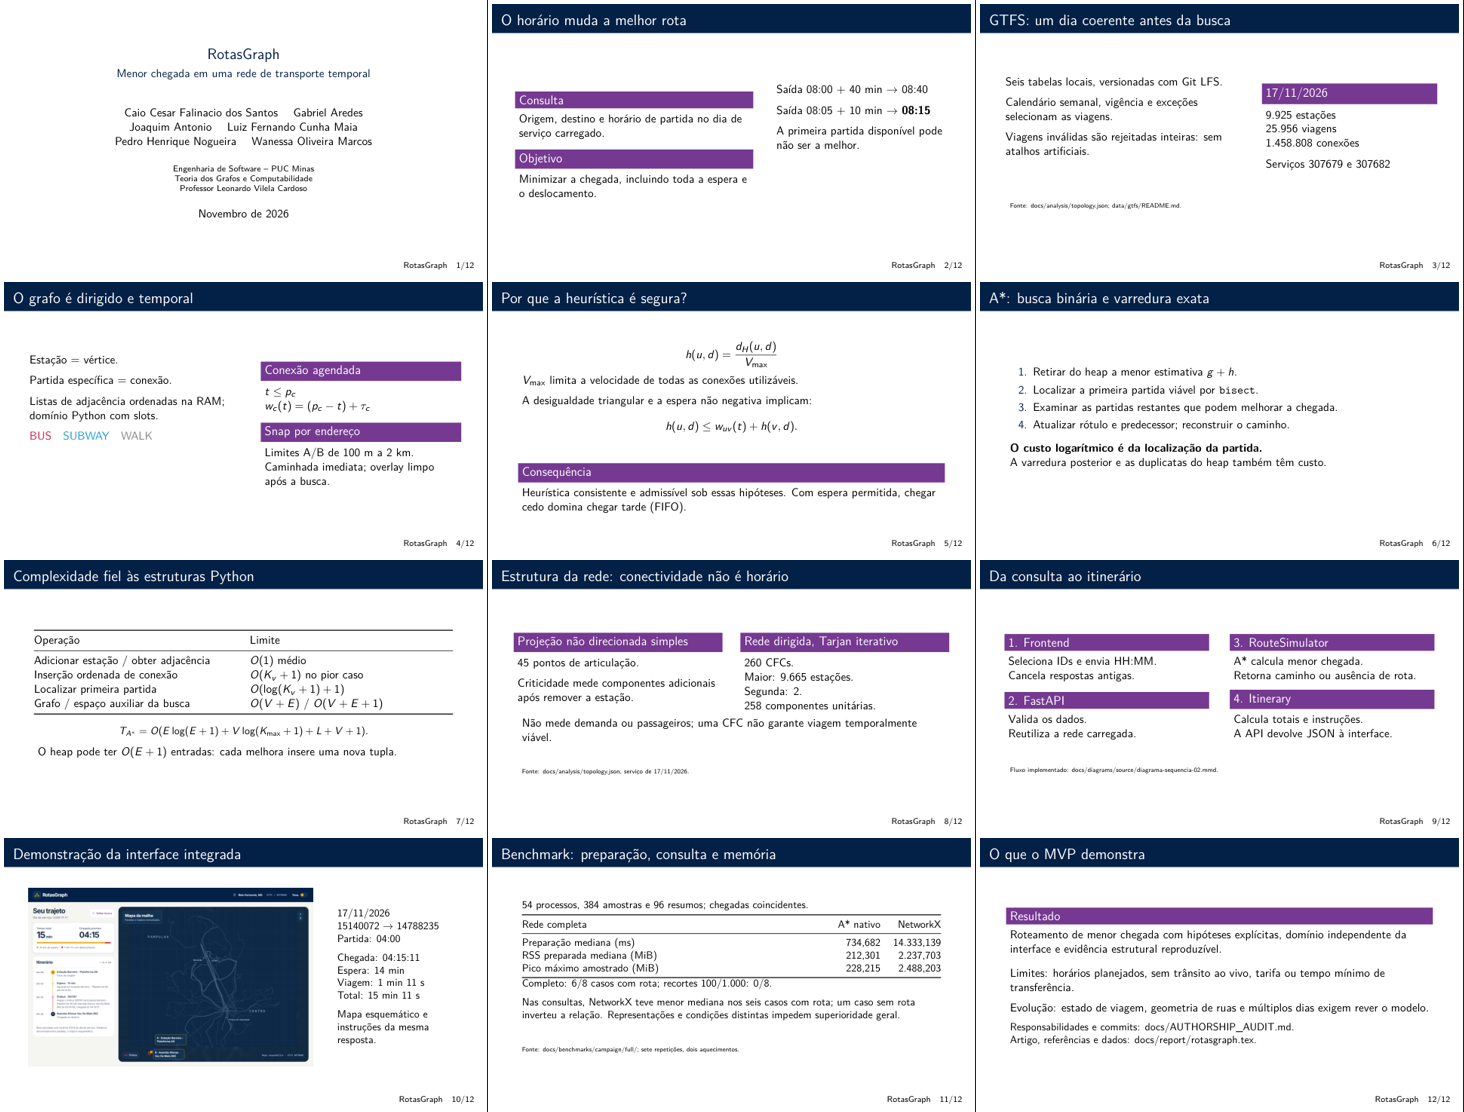 RotasGraph
Menor chegada em uma rede de transporte temporal
Caio Cesar Falinacio dos Santos Gabriel Aredes
Joaquim Antonio Luiz Fernando Cunha Maia
Pedro Henrique Nogueira Wanessa Oliveira Marcos
Engenharia de Software – PUC Minas
Teoria dos Grafos e Computabilidade
Professor Leonardo Vilela Cardoso
Novembro de 2026
RotasGraph 1/12
O horário muda a melhor rota
Consulta
Origem, destino e horário de partida no dia de
serviço carregado.
Objetivo
Minimizar a chegada, incluindo toda a espera e
o deslocamento.
Saída 08:00 + 40 min → 08:40
Saída 08:05 + 10 min → 08:15
A primeira partida disponível pode
não ser a melhor.
RotasGraph 2/12
GTFS: um dia coerente antes da busca
Seis tabelas locais, versionadas com Git LFS.
Calendário semanal, vigência e exceções
selecionam as viagens.
Viagens inválidas são rejeitadas inteiras: sem
atalhos artificiais.
17/11/2026
9.925 estações
25.956 viagens
1.458.808 conexões
Serviços 307679 e 307682
Fonte: docs/analysis/topology.json; data/gtfs/README.md.
RotasGraph 3/12
O grafo é dirigido e temporal
Estação = vértice.
Partida específica = conexão.
Listas de adjacência ordenadas na RAM;
domínio Python com slots.
BUS SUBWAY WALK
Conexão agendada
t ≤ p_c
w_c(t) = (p_c − t) + τ_c
Snap por endereço
Limites A/B de 100 m a 2 km.
Caminhada imediata; overlay limpo
após a busca.
RotasGraph 4/12
Por que a heurística é segura?
h(u, d) = d_H(u, d) / V_max
V_max limita a velocidade de todas as conexões utilizáveis.
A desigualdade triangular e a espera não negativa implicam:
h(u, d) ≤ w_uv(t) + h(v, d).
Consequência
Heurística consistente e admissível sob essas hipóteses. Com espera permitida, chegar
cedo domina chegar tarde (FIFO).
RotasGraph 5/12
A*: busca binária e varredura exata
1. Retirar do heap a menor estimativa g + h.
2. Localizar a primeira partida viável por bisect.
3. Examinar as partidas restantes que podem melhorar a chegada.
4. Atualizar rótulo e predecessor; reconstruir o caminho.
O custo logarítmico é da localização da partida.
A varredura posterior e as duplicatas do heap também têm custo.
RotasGraph 6/12
Complexidade fiel às estruturas Python
Operação Limite
Adicionar estação / obter adjacência O(1) médio
Inserção ordenada de conexão O(K_v + 1) no pior caso
Localizar primeira partida O(log(K_v + 1) + 1)
Grafo / espaço auxiliar da busca O(V + E) / O(V + E + 1)
T_A* = O(E log(E + 1) + V log(K_max + 1) + L + V + 1).
O heap pode ter O(E + 1) entradas: cada melhora insere uma nova tupla.
RotasGraph 7/12
Estrutura da rede: conectividade não é horário
Projeção não direcionada simples
45 pontos de articulação.
Criticidade mede componentes adicionais
após remover a estação.
Rede dirigida, Tarjan iterativo
260 CFCs.
Maior: 9.665 estações.
Segunda: 2.
258 componentes unitárias.
Não mede demanda ou passageiros; uma CFC não garante viagem temporalmente
viável.
Fonte: docs/analysis/topology.json, serviço de 17/11/2026.
RotasGraph 8/12
Da consulta ao itinerário
1. Frontend
Seleciona IDs e envia HH:MM.
Cancela respostas antigas.
2. FastAPI
Valida os dados.
Reutiliza a rede carregada.
3. RouteSimulator
A* calcula menor chegada.
Retorna caminho ou ausência de rota.
4. Itinerary
Calcula totais e instruções.
A API devolve JSON à interface.
Fluxo implementado: docs/diagrams/source/diagrama-sequencia-02.mmd.
RotasGraph 9/12
Demonstração da interface integrada
RotasGraph
Seu trajeto
15 min
04:15
Itinerário
Mapa da malha
17/11/2026
15140072 → 14788235
Partida: 04:00
Chegada: 04:15:11
Espera: 14 min
Viagem: 1 min 11 s
Total: 15 min 11 s
Mapa esquemático e
instruções da mesma
resposta.
RotasGraph 10/12
Benchmark: preparação, consulta e memória
54 processos, 384 amostras e 96 resumos; chegadas coincidentes.
Rede completa A* nativo NetworkX
Preparação mediana (ms) 734,682 14.333,139
RSS preparada mediana (MiB) 212,301 2.237,703
Pico máximo amostrado (MiB) 228,215 2.488,203
Completo: 6/8 casos com rota; recortes 100/1.000: 0/8.
Nas consultas, NetworkX teve menor mediana nos seis casos com rota; um caso sem rota
inverteu a relação. Representações e condições distintas impedem superioridade geral.
Fonte: docs/benchmarks/campaign/full/; sete repetições, dois aquecimentos.
RotasGraph 11/12
O que o MVP demonstra
Resultado
Roteamento de menor chegada com hipóteses explícitas, domínio independente da
interface e evidência estrutural reproduzível.
Limites: horários planejados, sem trânsito ao vivo, tarifa ou tempo mínimo de
transferência.
Evolução: estado de viagem, geometria de ruas e múltiplos dias exigem rever o modelo.
Responsabilidades e commits: docs/AUTHORSHIP_AUDIT.md.
Artigo, referências e dados: docs/report/rotasgraph.tex.
RotasGraph 12/12